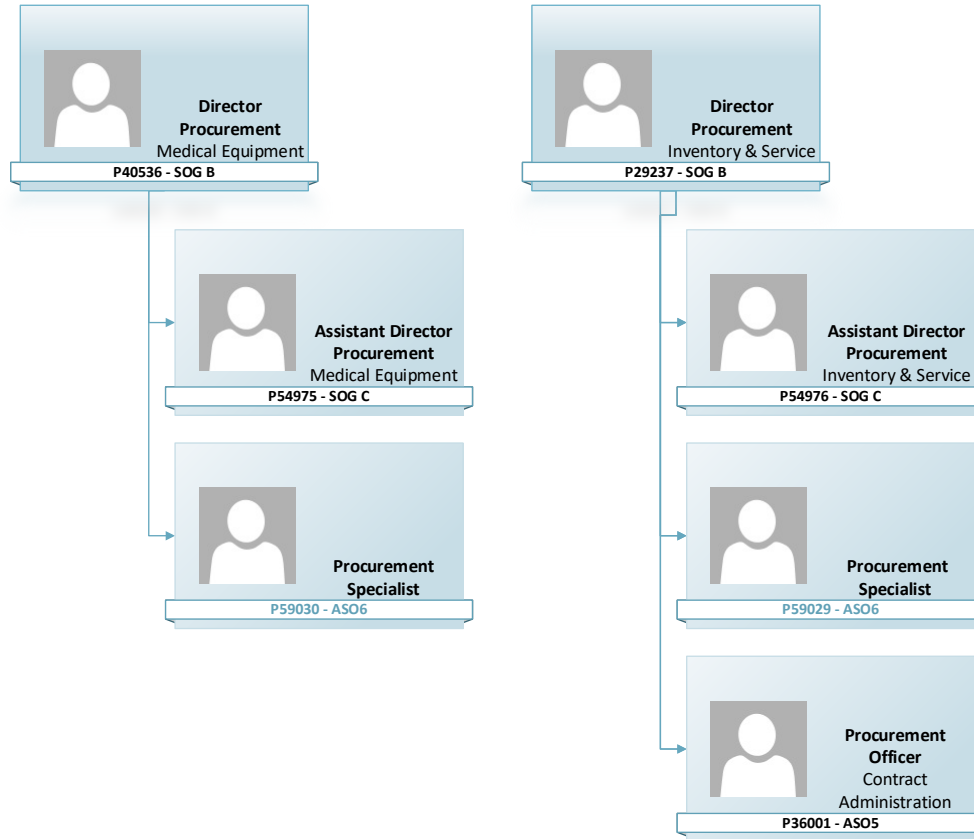 Director
Procurement
Medical Equipment
P40536 - SOG B
Assistant Director
Procurement
Medical Equipment
P54975 - SOG C
Procurement
Specialist
P59030 - ASO6
Director
Procurement
Inventory & Service
P29237 - SOG B
Assistant Director
Procurement
Inventory & Service
P54976 - SOG C
Procurement
Specialist
P59029 - ASO6
Procurement
Officer
Contract
Administration
P36001 - ASO5